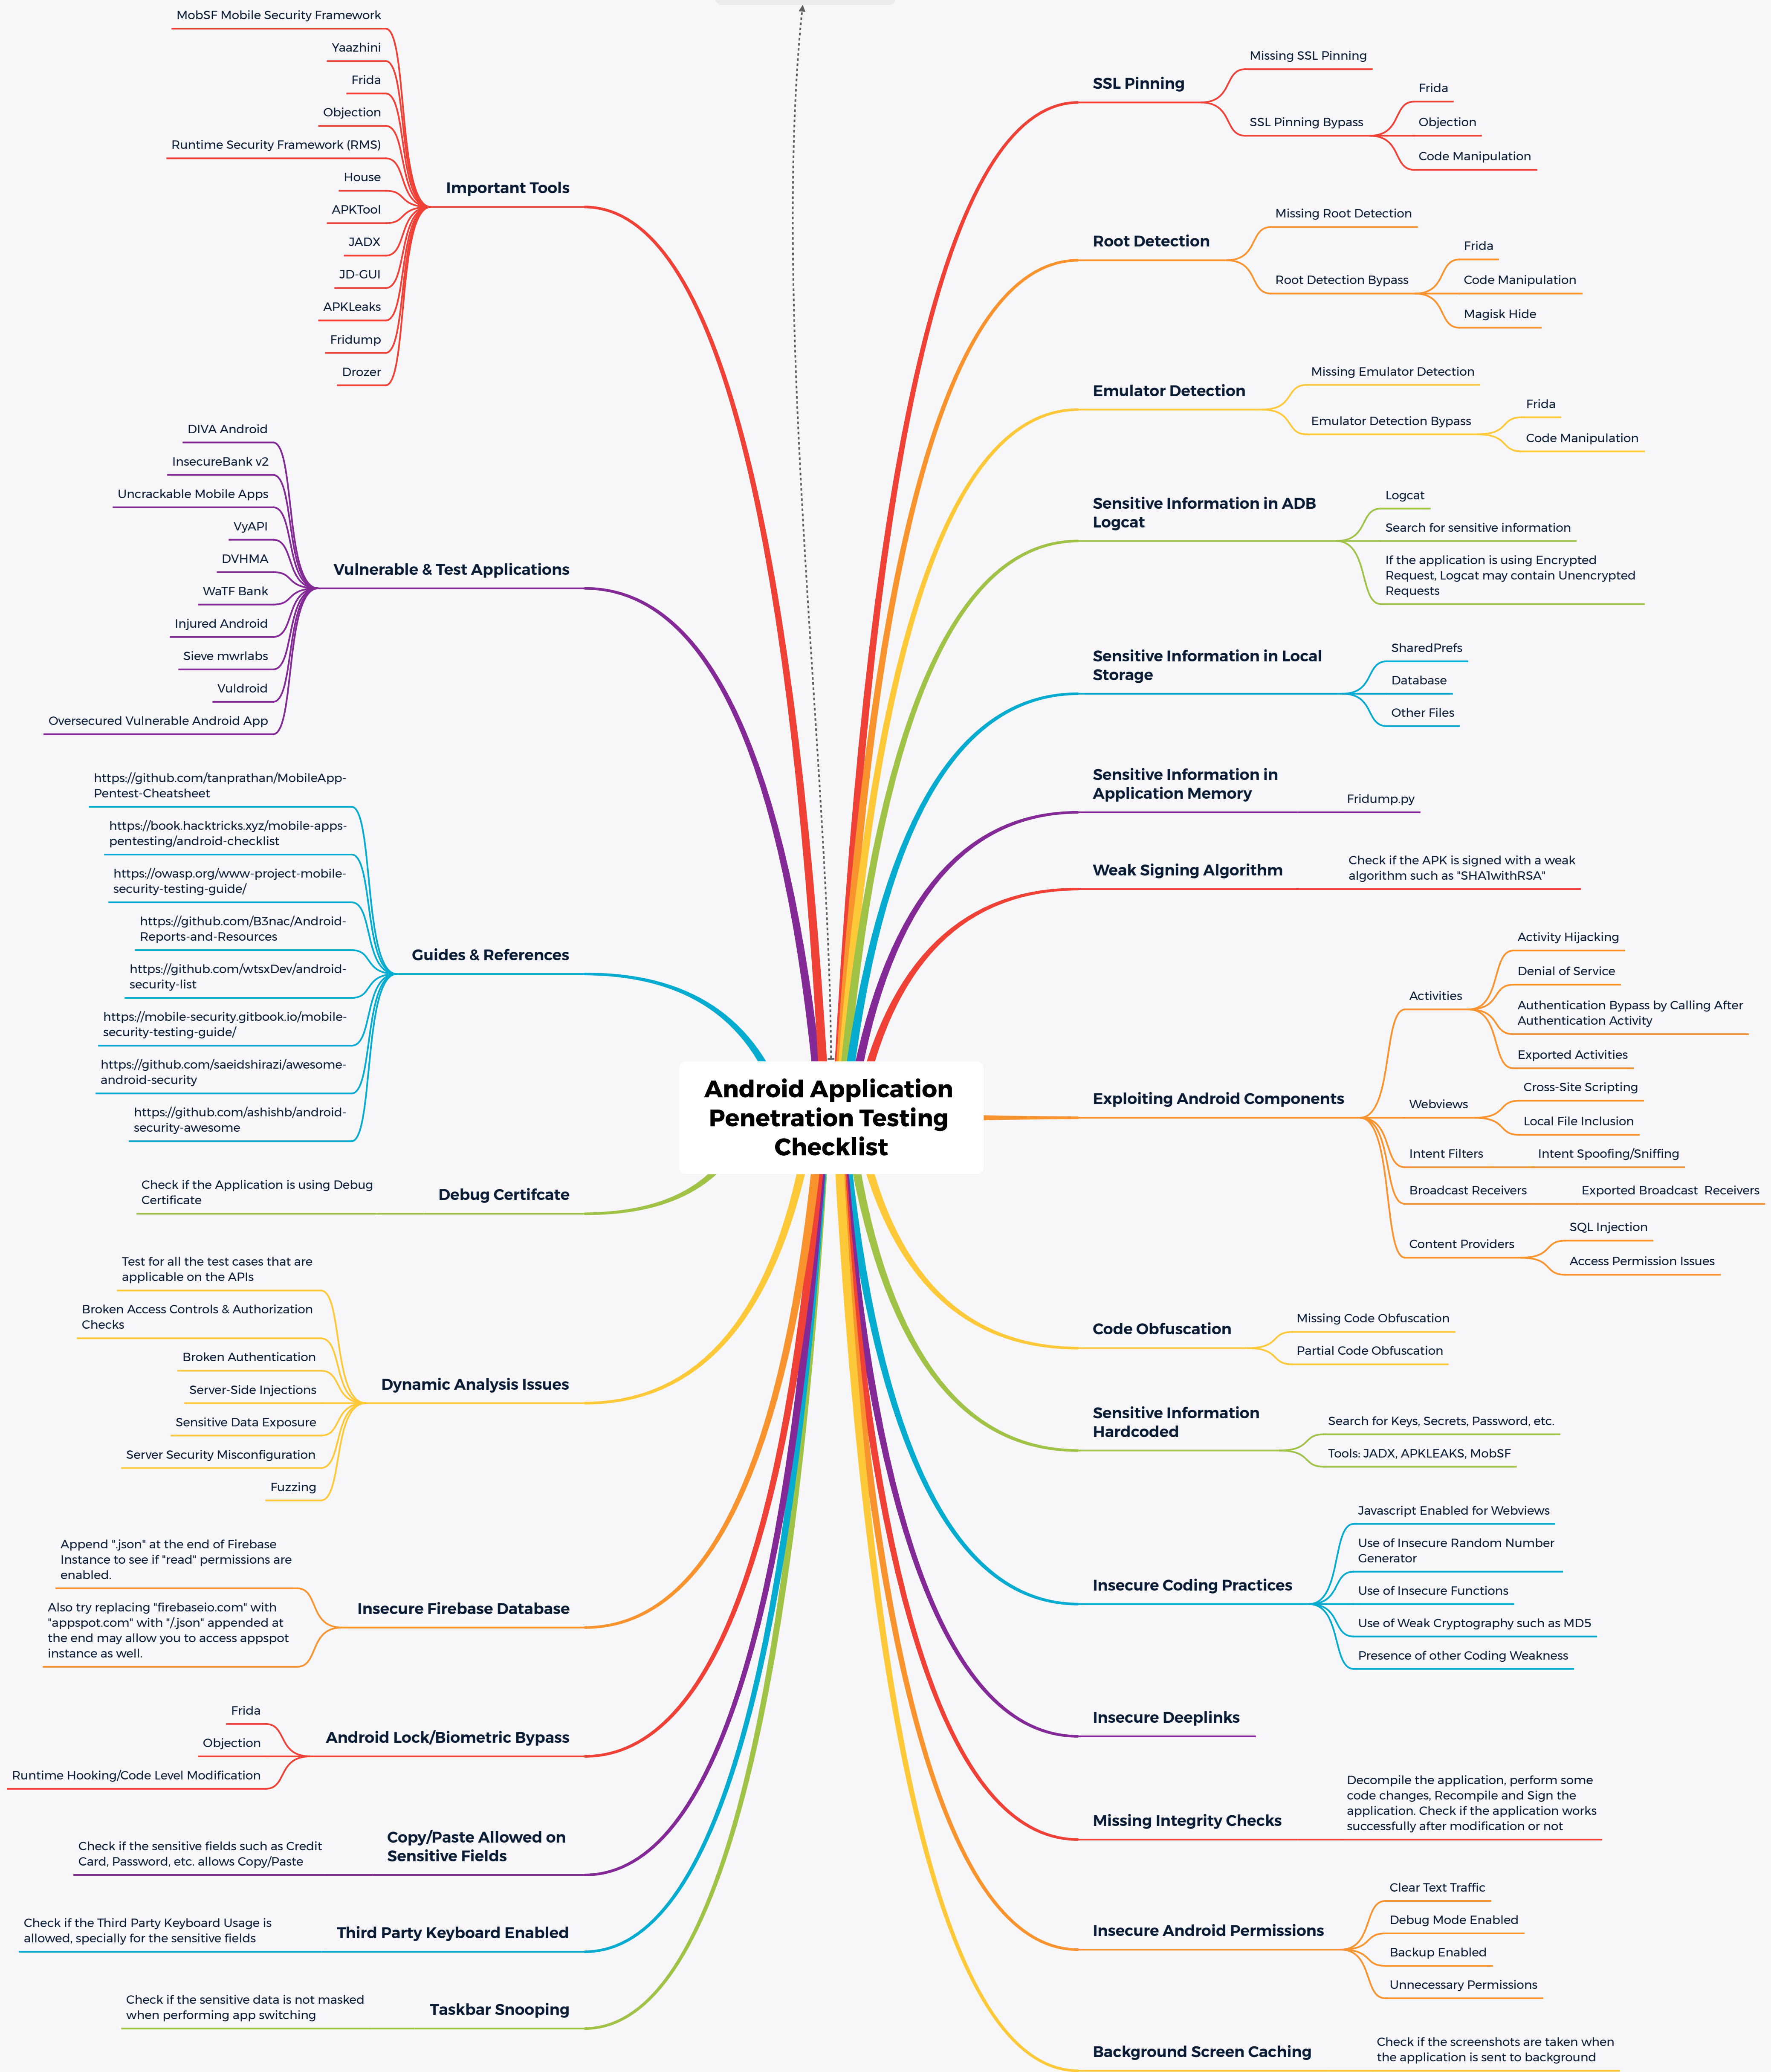 Android Application
Penetration Testing
Checklist
Important Tools
MobSF Mobile Security Framework
Yaazhini
Frida
Objection
Runtime Security Framework (RMS)
House
APKTool
JADX
JD-GUI
APKLeaks
Fridump
Drozer
Vulnerable & Test Applications
DIVA Android
InsecureBank v2
Uncrackable Mobile Apps
VyAPI
DVHMA
WaTF Bank
Injured Android
Sieve mwrlabs
Vuldroid
Oversecured Vulnerable Android App
Guides & References
https://github.com/tanprathan/MobileApp-
Pentest-Cheatsheet
https://book.hacktricks.xyz/mobile-apps-
pentesting/android-checklist
https://owasp.org/www-project-mobile-
security-testing-guide/
https://github.com/B3nac/Android-
Reports-and-Resources
https://github.com/wtsxDev/android-
security-list
https://mobile-security.gitbook.io/mobile-
security-testing-guide/
https://github.com/saeidshirazi/awesome-
android-security
https://github.com/ashishb/android-
security-awesome
Debug Certifcate
Check if the Application is using Debug
Certificate
Dynamic Analysis Issues
Test for all the test cases that are
applicable on the APIs
Broken Access Controls & Authorization
Checks
Broken Authentication
Server-Side Injections
Sensitive Data Exposure
Server Security Misconfiguration
Fuzzing
Insecure Firebase Database
Append ".json" at the end of Firebase
Instance to see if "read" permissions are
enabled.
Also try replacing "firebaseio.com" with
"appspot.com" with "/.json" appended at
the end may allow you to access appspot
instance as well.
Android Lock/Biometric Bypass
Frida
Objection
Runtime Hooking/Code Level Modification
Copy/Paste Allowed on
Sensitive Fields
Check if the sensitive fields such as Credit
Card, Password, etc. allows Copy/Paste
Third Party Keyboard Enabled
Check if the Third Party Keyboard Usage is
allowed, specially for the sensitive fields
Taskbar Snooping
Check if the sensitive data is not masked
when performing app switching
SSL Pinning
Missing SSL Pinning
SSL Pinning Bypass
Frida
Objection
Code Manipulation
Root Detection
Missing Root Detection
Root Detection Bypass
Frida
Code Manipulation
Magisk Hide
Emulator Detection
Missing Emulator Detection
Emulator Detection Bypass
Frida
Code Manipulation
Sensitive Information in ADB
Logcat
Logcat
Search for sensitive information
If the application is using Encrypted
Request, Logcat may contain Unencrypted
Requests
Sensitive Information in Local
Storage
SharedPrefs
Database
Other Files
Sensitive Information in
Application Memory
Fridump.py
Weak Signing Algorithm
Check if the APK is signed with a weak
algorithm such as "SHA1withRSA"
Exploiting Android Components
Activities
Activity Hijacking
Denial of Service
Authentication Bypass by Calling After
Authentication Activity
Exported Activities
Webviews
Cross-Site Scripting
Local File Inclusion
Intent Filters
Intent Spoofing/Sniffing
Broadcast Receivers
Exported Broadcast  Receivers
Content Providers
SQL Injection
Access Permission Issues
Code Obfuscation
Missing Code Obfuscation
Partial Code Obfuscation
Sensitive Information
Hardcoded
Search for Keys, Secrets, Password, etc.
Tools: JADX, APKLEAKS, MobSF
Insecure Coding Practices
Javascript Enabled for Webviews
Use of Insecure Random Number
Generator
Use of Insecure Functions
Use of Weak Cryptography such as MD5
Presence of other Coding Weakness
Insecure Deeplinks
Missing Integrity Checks
Decompile the application, perform some
code changes, Recompile and Sign the
application. Check if the application works
successfully after modification or not
Insecure Android Permissions
Clear Text Traffic
Debug Mode Enabled
Backup Enabled
Unnecessary Permissions
Background Screen Caching
Check if the screenshots are taken when
the application is sent to background